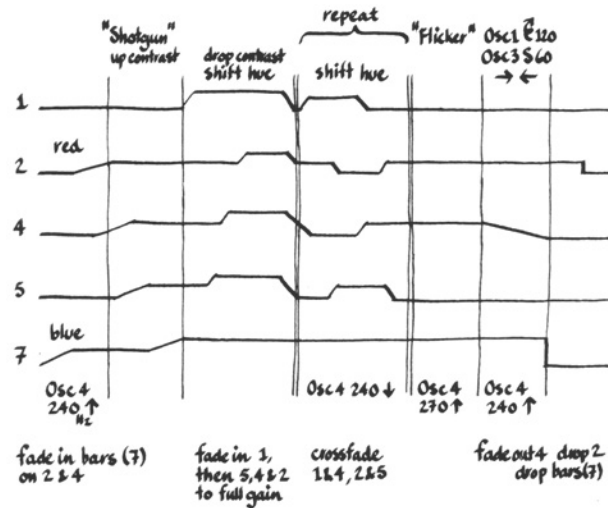 repeat
"Shotgun"
up contrast
drop contrast
shift hue
shift hue
"Flicker"
Osc1 120
Osc3 S 60
→ ←
1
2 red
4
5
7 blue
Osc 4
240 ↑
Hz
Osc 4 240 ↓
Osc 4
270 ↑
Osc 4
240 ↑
fade in bars (7)
on 2 & 4
fade in 1,
then 5, 4 & 2
to full gain
crossfade
1 & 4, 2 & 5
fade out 4 drop 2
drop bars (7)